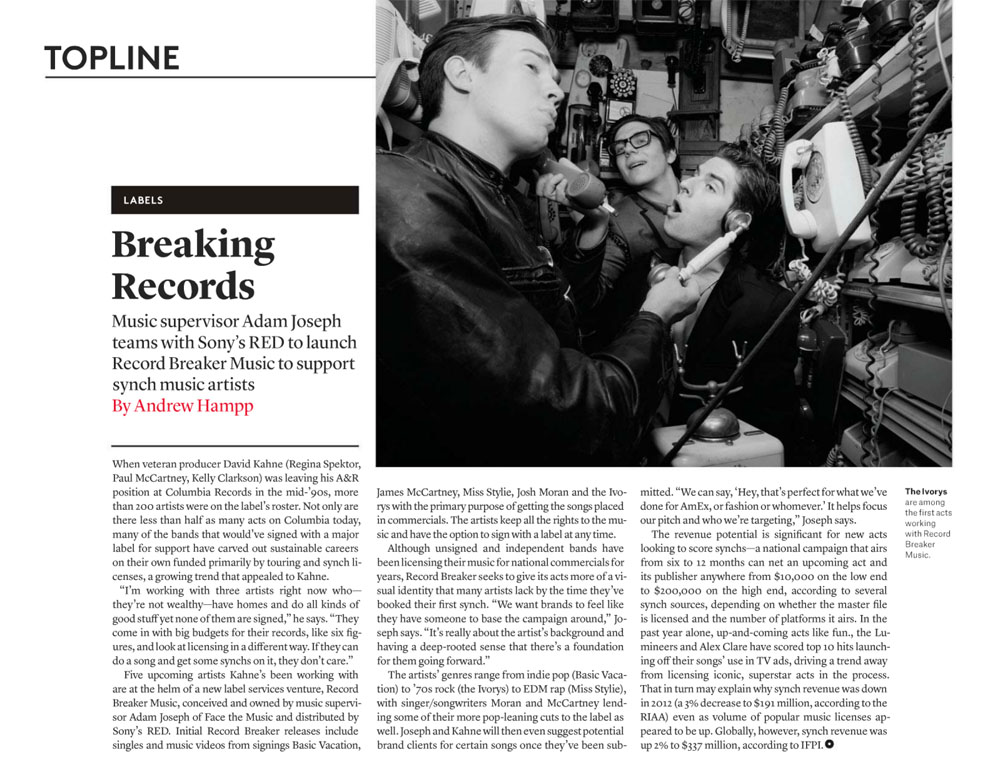 TOPLINE
LABELS
Breaking
Records
Music supervisor Adam Joseph
teams with Sony's RED to launch
Record Breaker Music to support
synch music artists
By Andrew Hampp
When veteran producer David Kahne (Regina Spektor,
Paul McCartney, Kelly Clarkson) was leaving his A&R
position at Columbia Records in the mid-'90s, more
than 200 artists were on the label's roster. Not only are
there less than half as many acts on Columbia today,
many of the bands that would've signed with a major
label for support have carved out sustainable careers
on their own funded primarily by touring and synch li-
censes, a growing trend that appealed to Kahne.
"I'm working with three artists right now who—
they're not wealthy—have homes and do all kinds of
good stuff yet none of them are signed," he says. "They
come in with big budgets for their records, like six fig-
ures, and look at licensing in a different way. If they can
do a song and get some synchs on it, they don't care."
Five upcoming artists Kahne's been working with
are at the helm of a new label services venture, Record
Breaker Music, conceived and owned by music supervi-
sor Adam Joseph of Face the Music and distributed by
Sony's RED. Initial Record Breaker releases include
singles and music videos from signings Basic Vacation,
James McCartney, Miss Stylie, Josh Moran and the Ivo-
rys with the primary purpose of getting the songs placed
in commercials. The artists keep all the rights to the mu-
sic and have the option to sign with a label at any time.
Although unsigned and independent bands have
been licensing their music for national commercials for
years, Record Breaker seeks to give its acts more of a vi-
sual identity that many artists lack by the time they've
booked their first synch. "We want brands to feel like
they have someone to base the campaign around," Jo-
seph says. "It's really about the artist's background and
having a deep-rooted sense that there's a foundation
for them going forward."
The artists' genres range from indie pop (Basic Vaca-
tion) to '70s rock (the Ivorys) to EDM rap (Miss Stylie),
with singer/songwriters Moran and McCartney lend-
ing some of their more pop-leaning cuts to the label as
well. Joseph and Kahne will then even suggest potential
brand clients for certain songs once they've been sub-
mitted. "We can say, 'Hey, that's perfect for what we've
done for AmEx, or fashion or whomever.' It helps focus
our pitch and who we're targeting," Joseph says.
The revenue potential is significant for new acts
looking to score synchs—a national campaign that airs
from six to 12 months can net an upcoming act and
its publisher anywhere from $10,000 on the low end
to $200,000 on the high end, according to several
synch sources, depending on whether the master file
is licensed and the number of platforms it airs. In the
past year alone, up-and-coming acts like fun., the Lu-
mineers and Alex Clare have scored top 10 hits launch-
ing off their songs' use in TV ads, driving a trend away
from licensing iconic, superstar acts in the process.
That in turn may explain why synch revenue was down
in 2012 (a 3% decrease to $191 million, according to the
RIAA) even as volume of popular music licenses ap-
peared to be up. Globally, however, synch revenue was
up 2% to $337 million, according to IFPI.
The Ivorys
are among
the first acts
working
with Record
Breaker
Music.